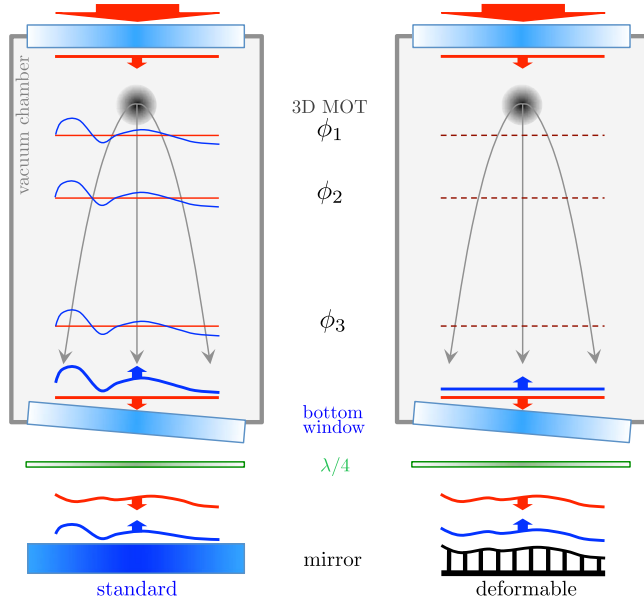 vacuum chamber
3D MOT
ϕ₁
ϕ₂
ϕ₃
bottom
window
λ/4
mirror
standard
deformable